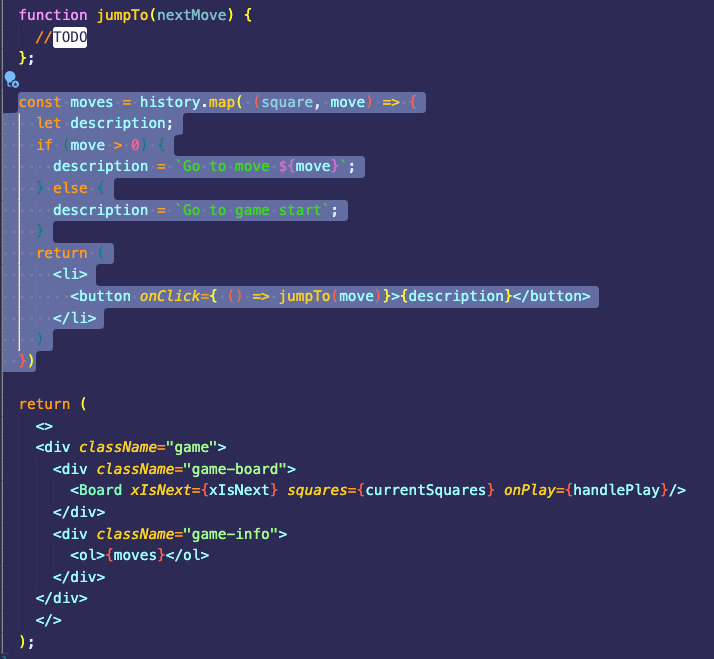 function jumpTo(nextMove) {
  //TODO
};
const moves = history.map( (square, move) => {
  let description;
  if (move > 0) {
    description = `Go to move ${move}`;
  } else {
    description = `Go to game start`;
  }
  return (
    <li>
      <button onClick={ () => jumpTo(move)}>{description}</button>
    </li>
  )
})
return (
  <>
  <div className="game">
    <div className="game-board">
      <Board xIsNext={xIsNext} squares={currentSquares} onPlay={handlePlay}/>
    </div>
    <div className="game-info">
      <ol>{moves}</ol>
    </div>
  </div>
  </>
);